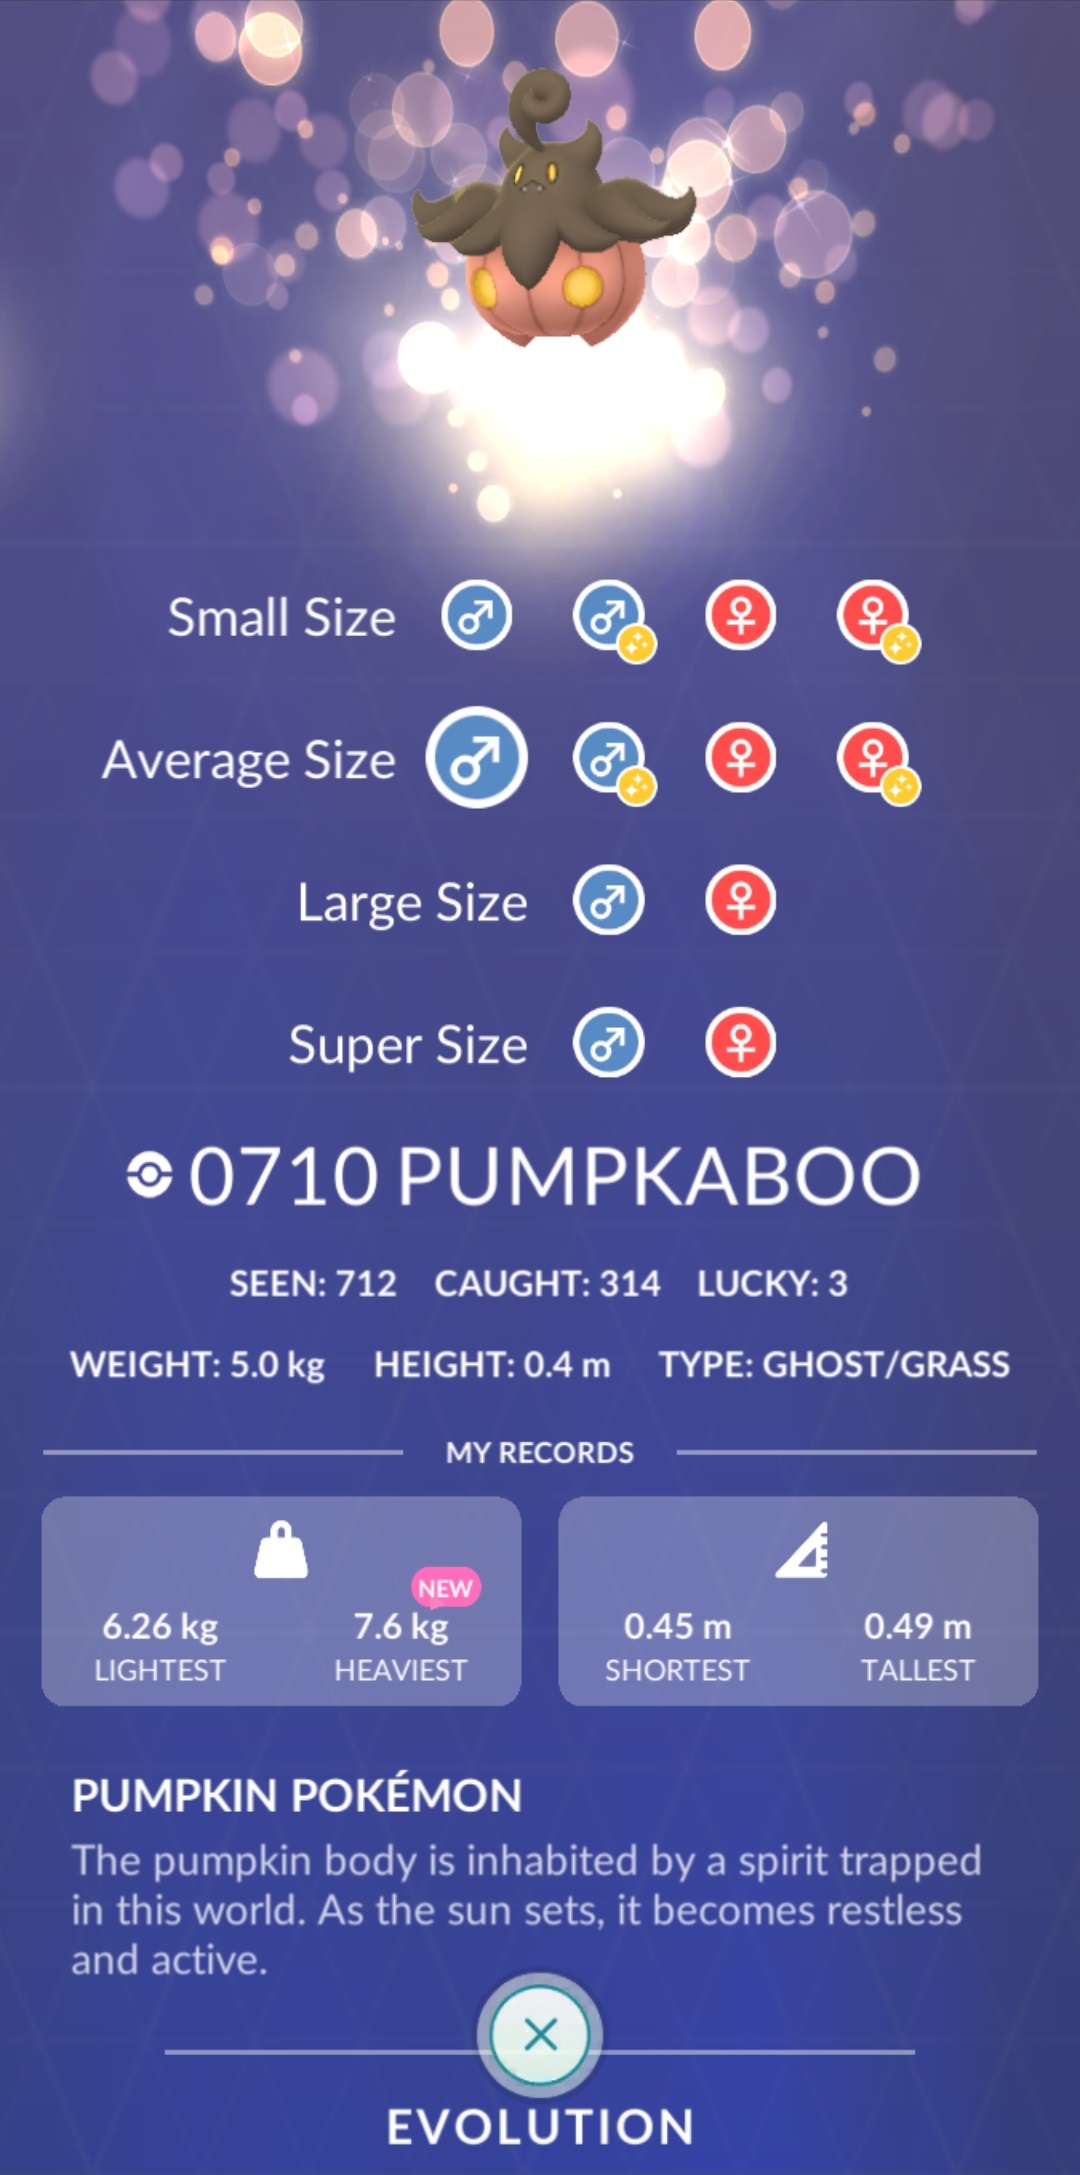 Small Size
Average Size
Large Size
Super Size
0710 PUMPKABOO
SEEN: 712 CAUGHT: 314 LUCKY: 3
WEIGHT: 5.0 kg HEIGHT: 0.4 m TYPE: GHOST/GRASS
MY RECORDS
NEW
6.26 kg 7.6 kg 0.45 m 0.49 m
LIGHTEST HEAVIEST SHORTEST TALLEST
PUMPKIN POKÉMON
The pumpkin body is inhabited by a spirit trapped
in this world. As the sun sets, it becomes restless
and active.
EVOLUTION